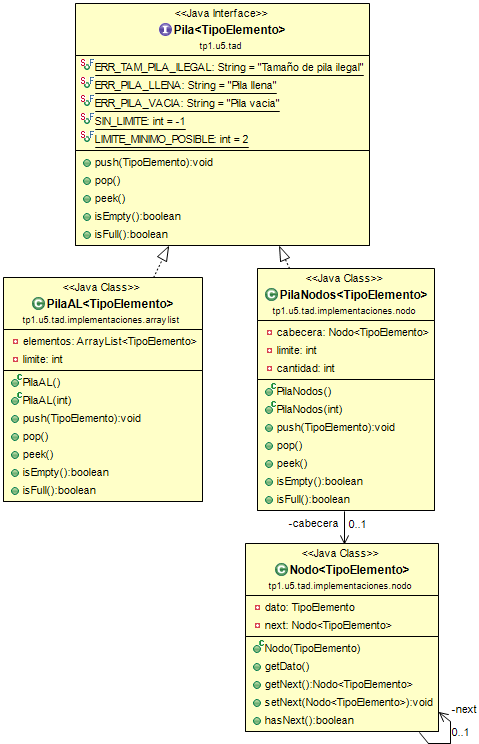 <<Java Interface>>
Pila<TipoElemento>
tp1.u5.tad
ERR_TAM_PILA_ILEGAL: String = "Tamaño de pila ilegal"
ERR_PILA_LLENA: String = "Pila llena"
ERR_PILA_VACIA: String = "Pila vacia"
SIN_LIMITE: int = -1
LIMITE_MINIMO_POSIBLE: int = 2
push(TipoElemento):void
pop()
peek()
isEmpty():boolean
isFull():boolean
<<Java Class>>
PilaAL<TipoElemento>
tp1.u5.tad.implementaciones.arraylist
elementos: ArrayList<TipoElemento>
limite: int
PilaAL()
PilaAL(int)
push(TipoElemento):void
pop()
peek()
isEmpty():boolean
isFull():boolean
<<Java Class>>
PilaNodos<TipoElemento>
tp1.u5.tad.implementaciones.nodo
cabecera: Nodo<TipoElemento>
limite: int
cantidad: int
PilaNodos()
PilaNodos(int)
push(TipoElemento):void
pop()
peek()
isEmpty():boolean
isFull():boolean
-cabecera 0..1
<<Java Class>>
Nodo<TipoElemento>
tp1.u5.tad.implementaciones.nodo
dato: TipoElemento
next: Nodo<TipoElemento>
Nodo(TipoElemento)
getDato()
getNext():Nodo<TipoElemento>
setNext(Nodo<TipoElemento>):void
hasNext():boolean
-next
0..1